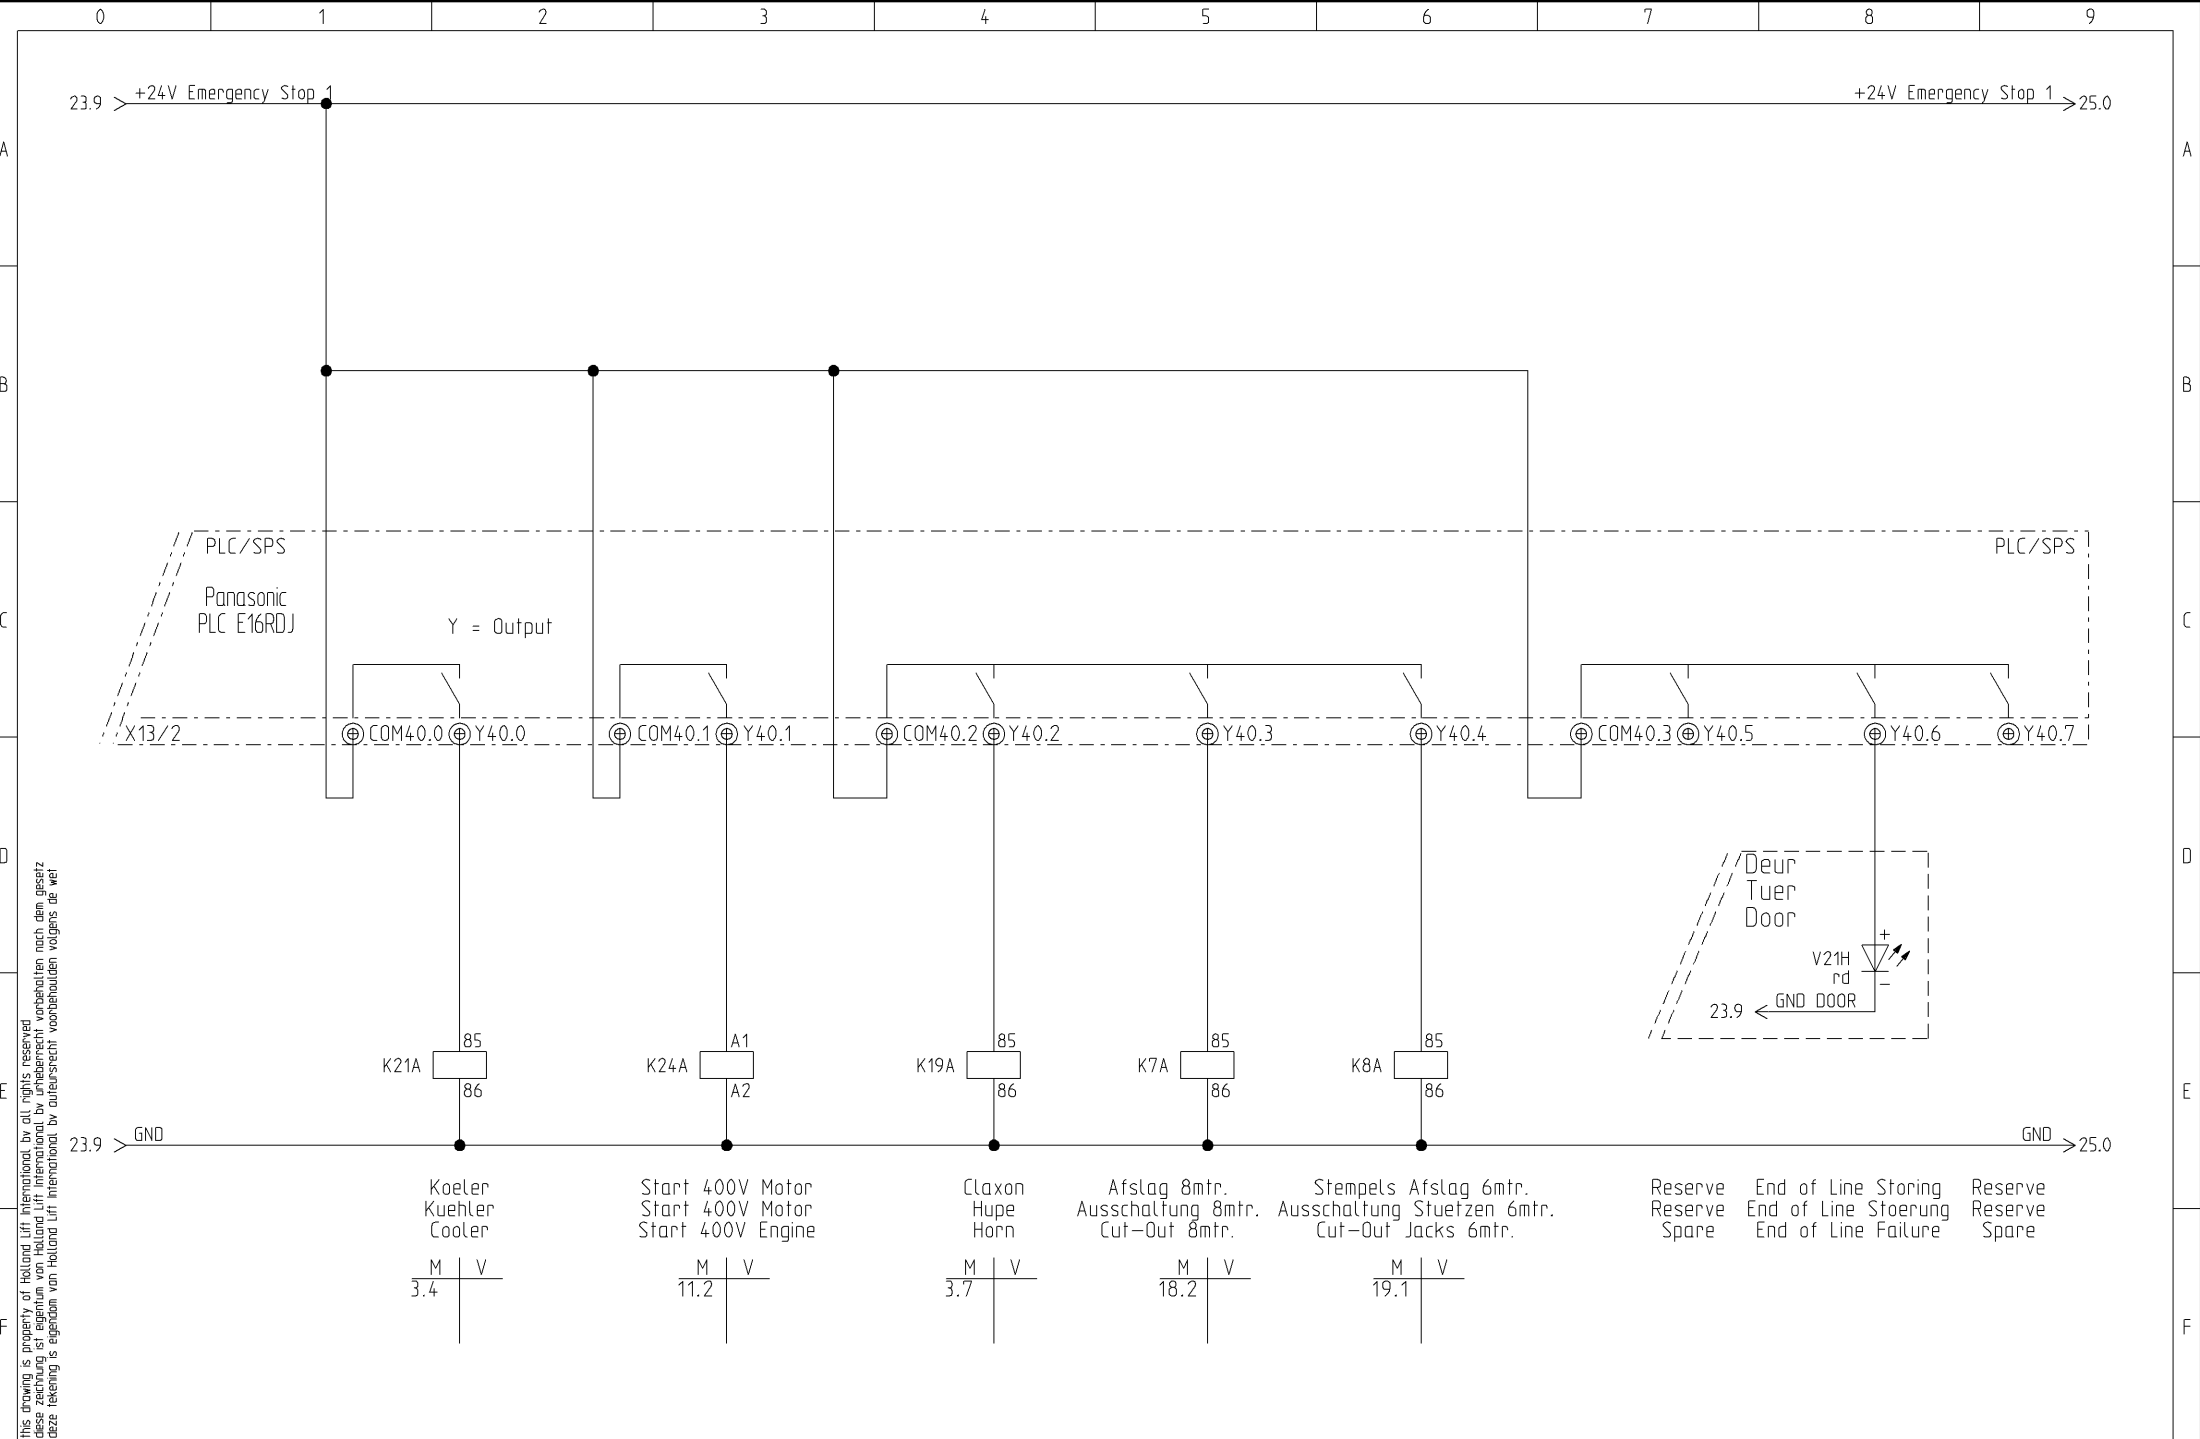 0 1 2 3 4 5 6 7 8 9
23.9 +24V Emergency Stop 1
+24V Emergency Stop 1 25.0
A A
B B
PLC/SPS PLC/SPS
Panasonic
PLC E16RDJ
Y = Output
C C
X13/2 COM40.0 Y40.0 COM40.1 Y40.1 COM40.2 Y40.2 Y40.3 Y40.4 COM40.3 Y40.5 Y40.6 Y40.7
D D
Deur
Tuer
Door
+
V21H
rd
-
GND DOOR
23.9
85 A1 85 85 85
K21A K24A K19A K7A K8A
86 A2 86 86 86
E E
23.9 GND
GND 25.0
Koeler
Kuehler
Cooler
Start 400V Motor
Start 400V Motor
Start 400V Engine
Claxon
Hupe
Horn
Afslag 8mtr.
Ausschaltung 8mtr.
Cut-Out 8mtr.
Stempels Afslag 6mtr.
Ausschaltung Stuetzen 6mtr.
Cut-Out Jacks 6mtr.
Reserve
Reserve
Spare
End of Line Storing
End of Line Stoerung
End of Line Failure
Reserve
Reserve
Spare
M V M V M V M V M V
3.4 11.2 3.7 18.2 19.1
F F
this drawing is property of Holland Lift International bv all rights reserved
diese zeichnung ist eigentum von Holland Lift International bv urheberrecht vorbehalten nach dem gesetz
deze tekening is eigendom van Holland Lift International bv auteursrecht voorbehoulden volgens de wet